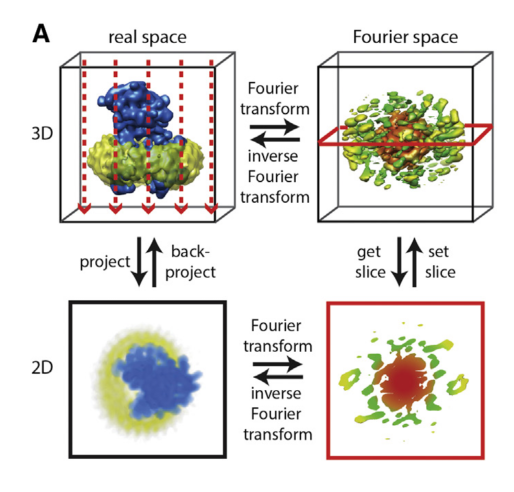 A
real space
Fourier space
3D
Fourier
transform
inverse
Fourier
transform
project
back-
project
get
slice
set
slice
2D
Fourier
transform
inverse
Fourier
transform